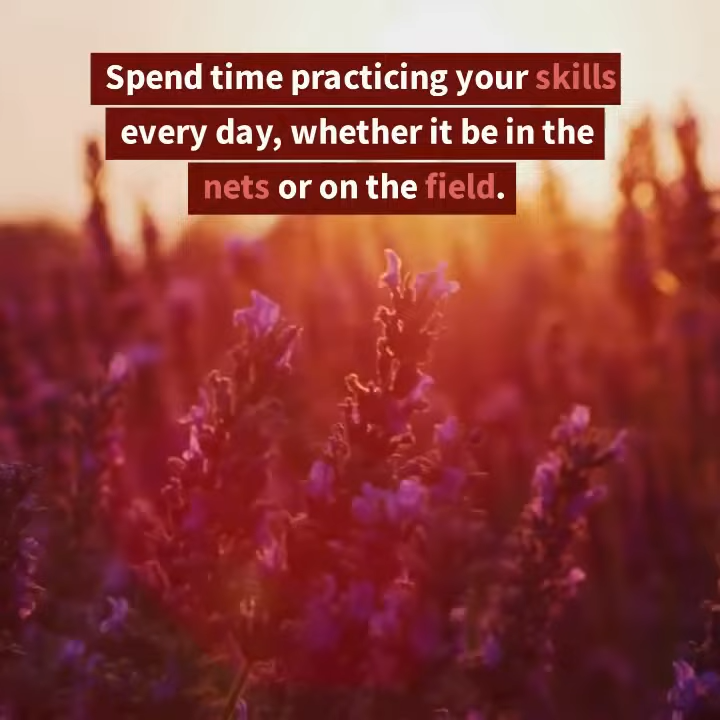 Spend time practicing your skills
every day, whether it be in the
nets or on the field.